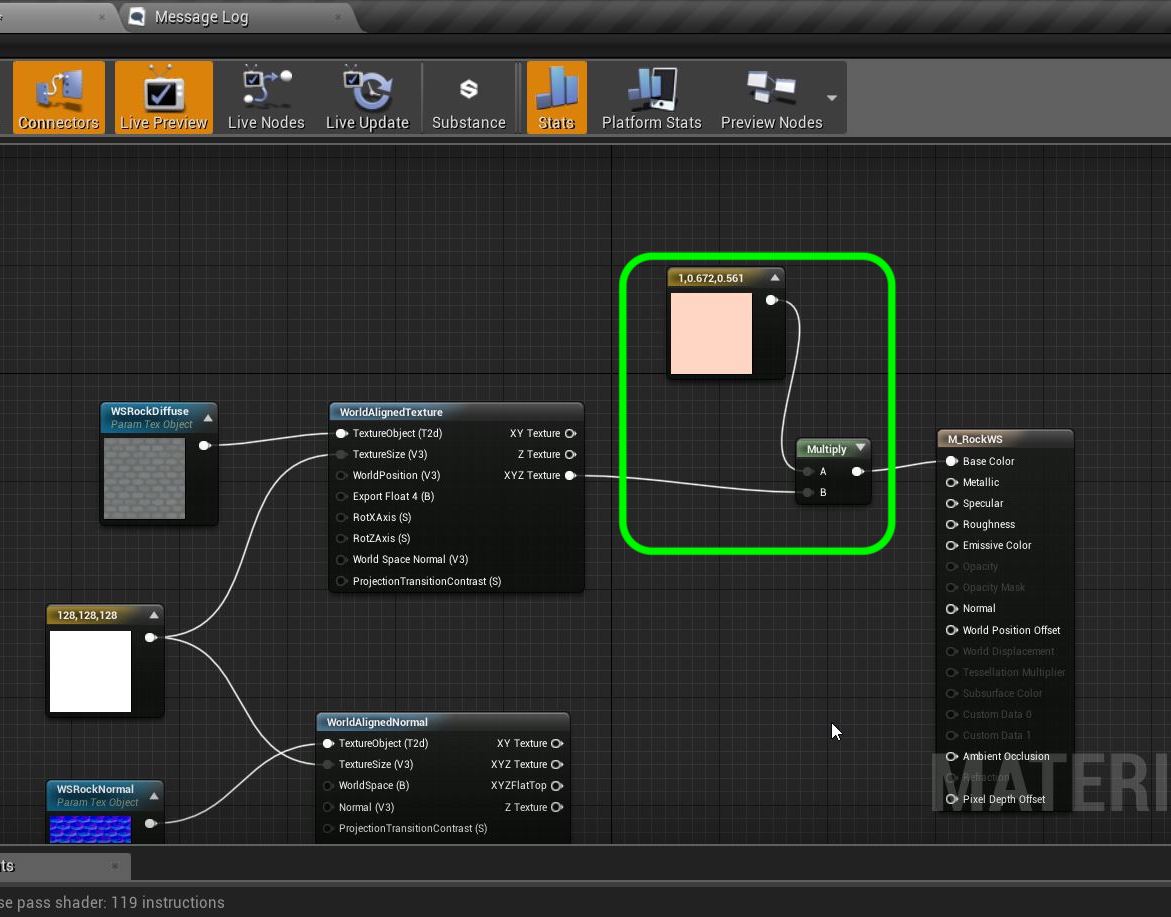 Message Log
Connectors
Live Preview
Live Nodes
Live Update
Substance
Stats
Platform Stats
Preview Nodes
1,0.672,0.561
WSRockDiffuse
Param Tex Object
WorldAlignedTexture
TextureObject (T2d)
XY Texture
TextureSize (V3)
Z Texture
WorldPosition (V3)
XYZ Texture
Export Float 4 (B)
RotXAxis (S)
RotZAxis (S)
World Space Normal (V3)
ProjectionTransitionContrast (S)
Multiply
A
B
M_RockWS
Base Color
Metallic
Specular
Roughness
Emissive Color
Opacity
Opacity Mask
Normal
World Position Offset
World Displacement
Tessellation Multiplier
Subsurface Color
Custom Data 0
Custom Data 1
Ambient Occlusion
Refraction
Pixel Depth Offset
MATERI
128,128,128
WorldAlignedNormal
TextureObject (T2d)
XY Texture
TextureSize (V3)
XYZ Texture
WorldSpace (B)
XYZFlatTop
Normal (V3)
Z Texture
ProjectionTransitionContrast (S)
WSRockNormal
Param Tex Object
ts
se pass shader: 119 instructions